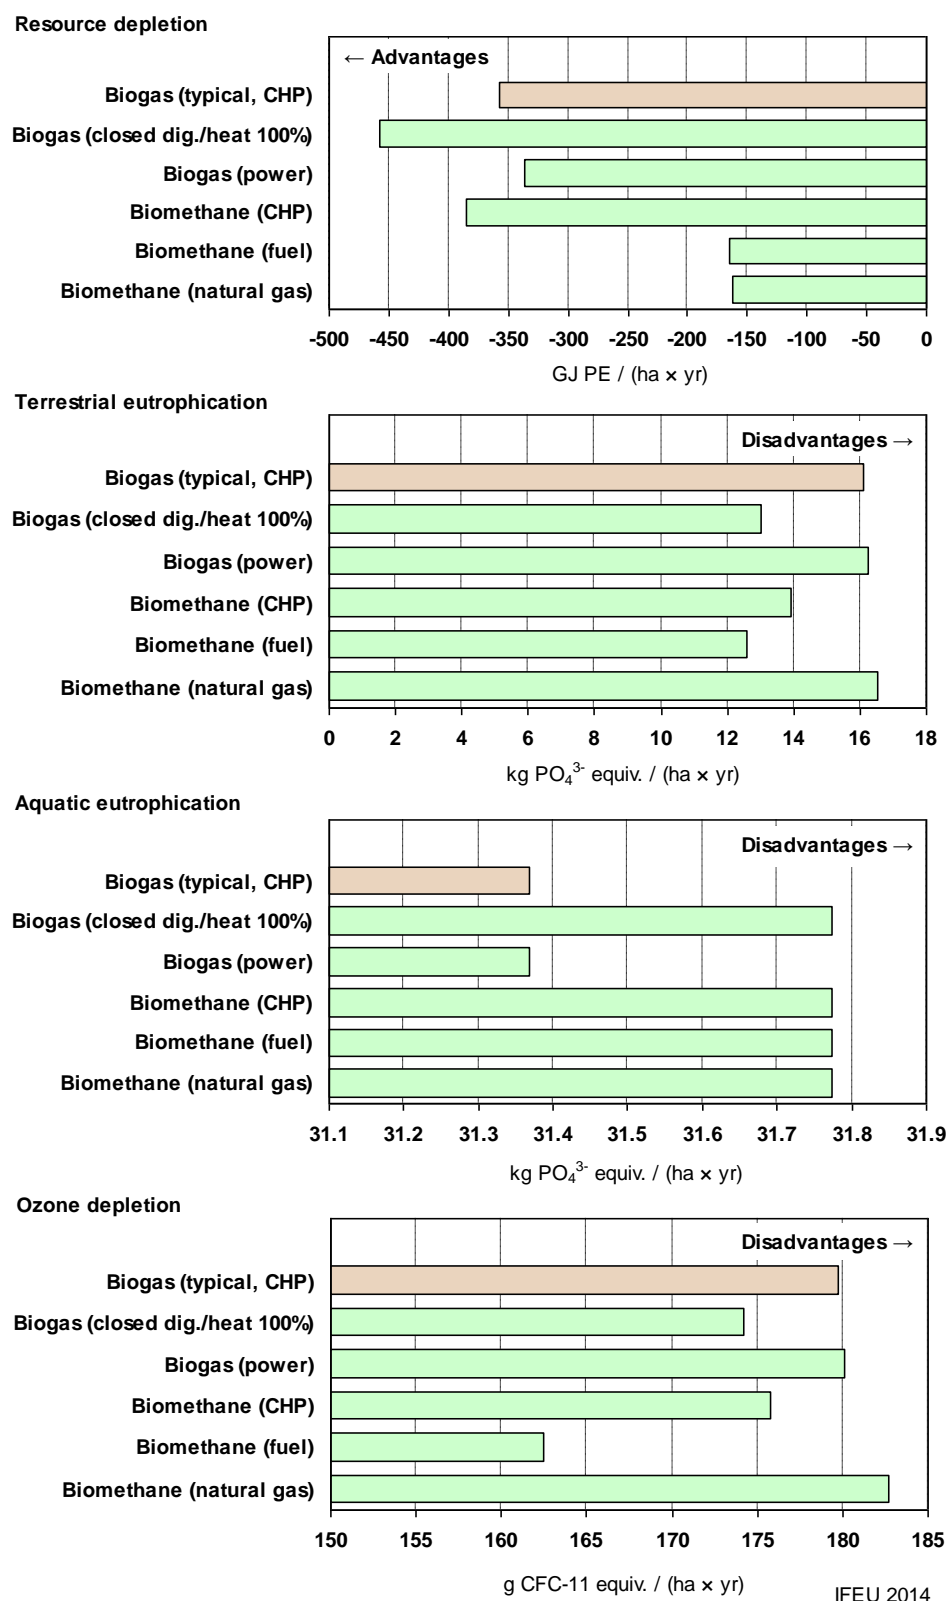 Resource depletion
← Advantages
Biogas (typical, CHP)
Biogas (closed dig./heat 100%)
Biogas (power)
Biomethane (CHP)
Biomethane (fuel)
Biomethane (natural gas)
-500 -450 -400 -350 -300 -250 -200 -150 -100 -50 0
GJ PE / (ha × yr)
Terrestrial eutrophication
Disadvantages →
Biogas (typical, CHP)
Biogas (closed dig./heat 100%)
Biogas (power)
Biomethane (CHP)
Biomethane (fuel)
Biomethane (natural gas)
0 2 4 6 8 10 12 14 16 18
kg PO₄³⁻ equiv. / (ha × yr)
Aquatic eutrophication
Disadvantages →
Biogas (typical, CHP)
Biogas (closed dig./heat 100%)
Biogas (power)
Biomethane (CHP)
Biomethane (fuel)
Biomethane (natural gas)
31.1 31.2 31.3 31.4 31.5 31.6 31.7 31.8 31.9
kg PO₄³⁻ equiv. / (ha × yr)
Ozone depletion
Disadvantages →
Biogas (typical, CHP)
Biogas (closed dig./heat 100%)
Biogas (power)
Biomethane (CHP)
Biomethane (fuel)
Biomethane (natural gas)
150 155 160 165 170 175 180 185
g CFC-11 equiv. / (ha × yr)
IFEU 2014